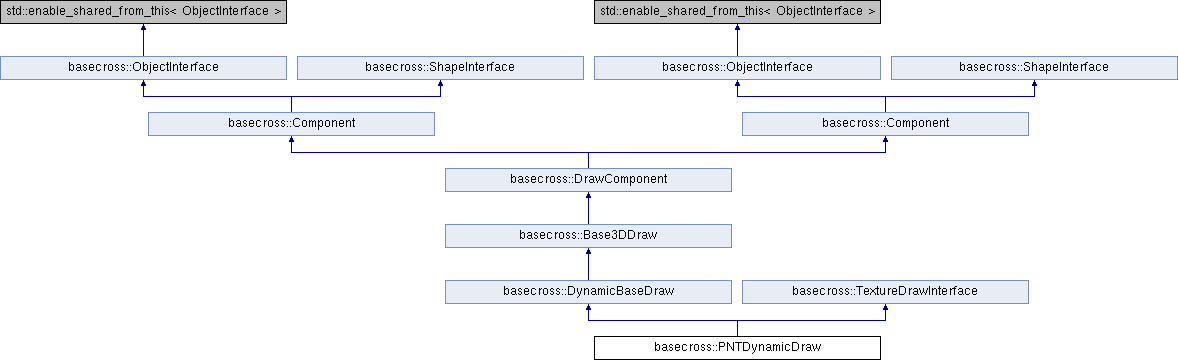 std::enable_shared_from_this< ObjectInterface >
std::enable_shared_from_this< ObjectInterface >
basecross::ObjectInterface
basecross::ShapeInterface
basecross::ObjectInterface
basecross::ShapeInterface
basecross::Component
basecross::Component
basecross::DrawComponent
basecross::Base3DDraw
basecross::DynamicBaseDraw
basecross::TextureDrawInterface
basecross::PNTDynamicDraw